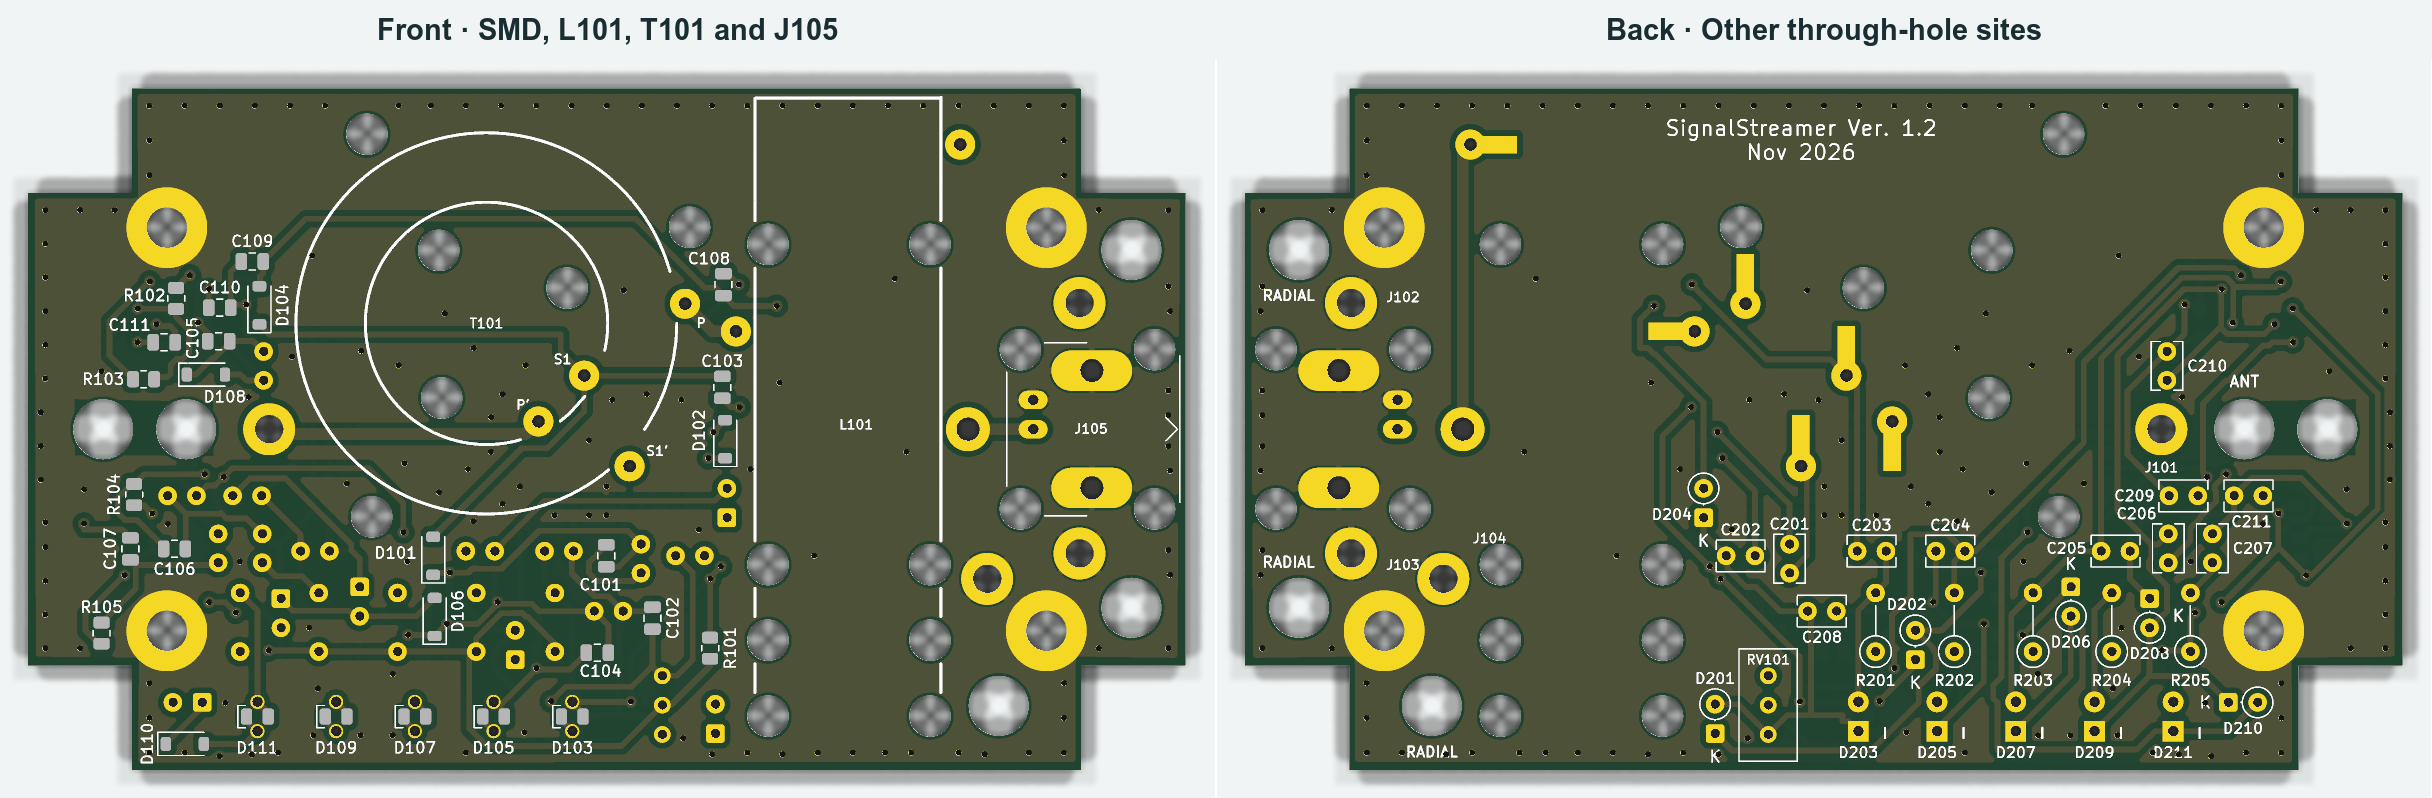 Front · SMD, L101, T101 and J105
C109
C108
R102
C110
D104
C111
C105
T101
P
S1
C103
R103
D108
P'
D102
L101
J105
S1'
R104
C107
C106
D101
C101
R105
D106
C102
C104
R101
D110
D111
D109
D107
D105
D103
Back · Other through-hole sites
SignalStreamer Ver. 1.2
Nov 2026
RADIAL
J102
C210
ANT
J101
D204
K
C202
C201
C203
C204
C209
C206
C211
J104
RADIAL
J103
C205
K
C207
D202
C208
D206
D208
K
RV101
D201
K
R201
R202
R203
R204
R205
K
D210
RADIAL
K
D203
D205
D207
D209
D211